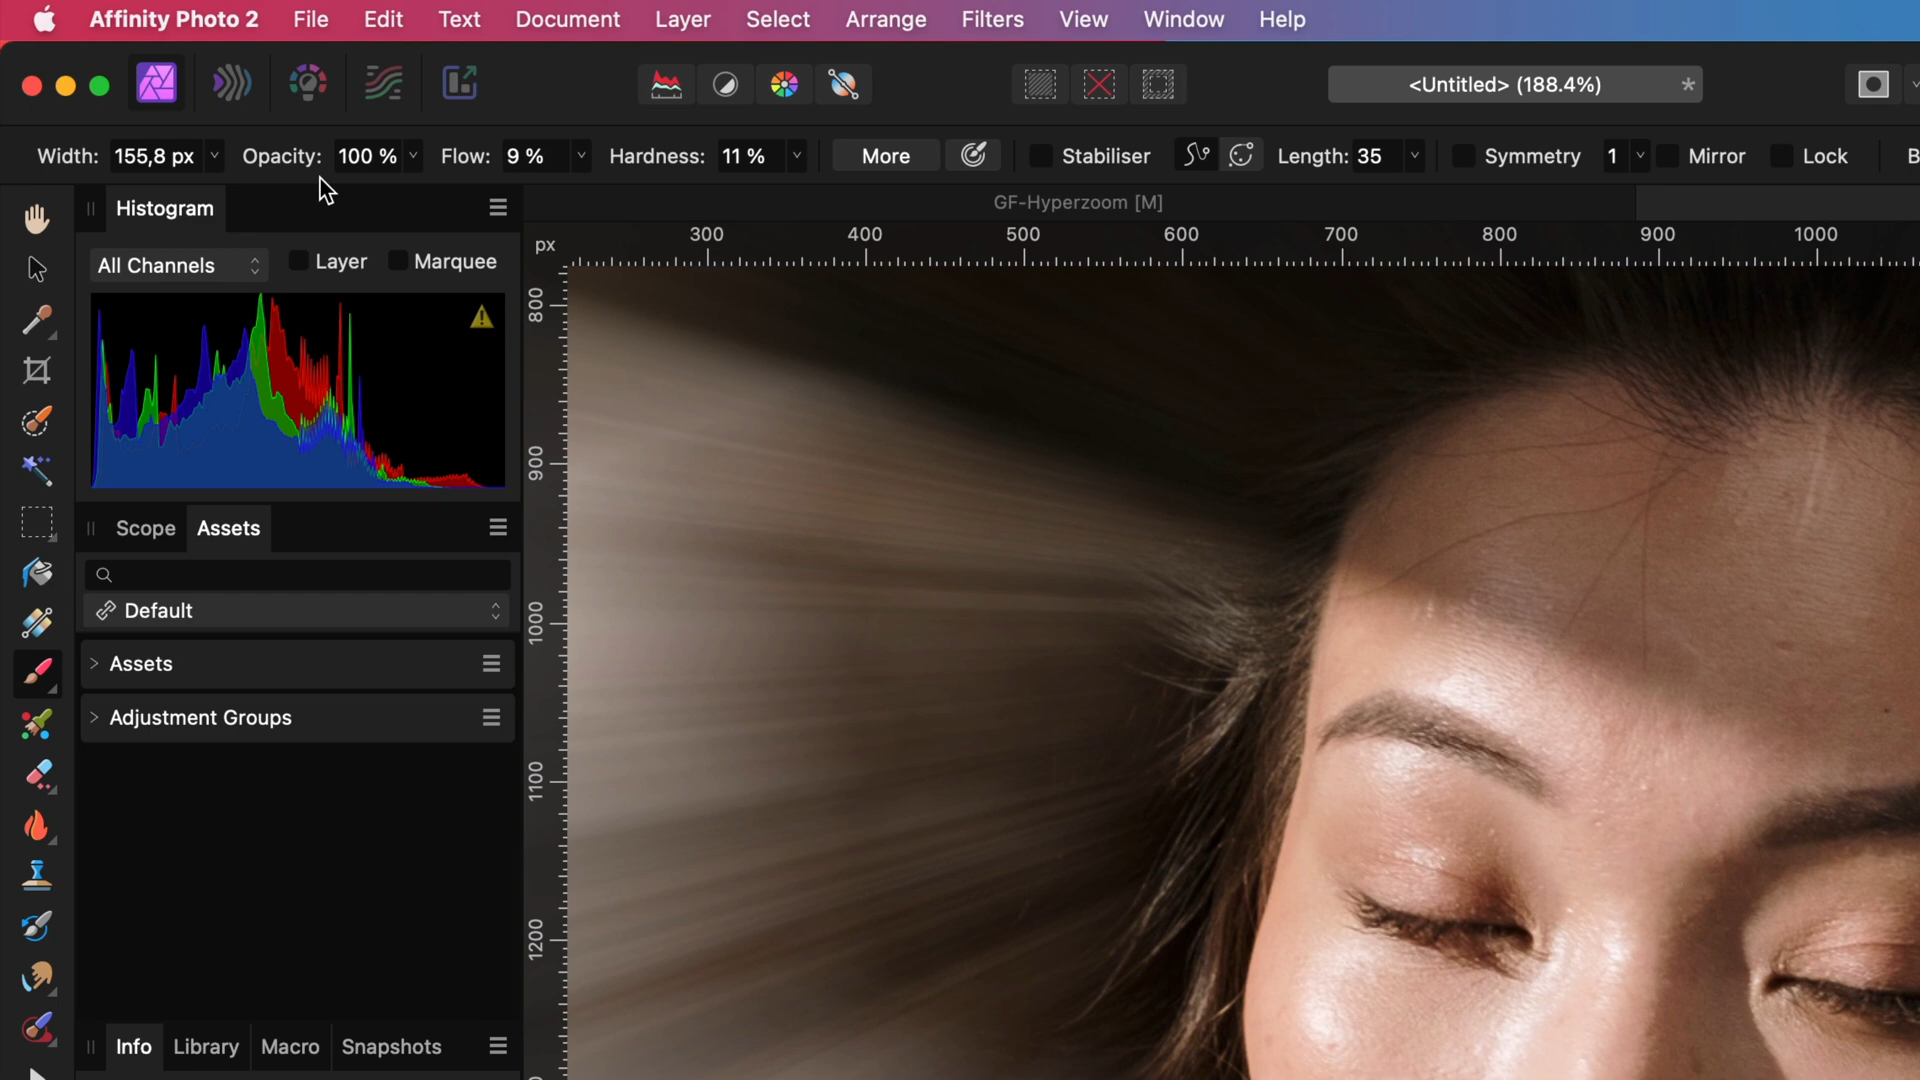 Affinity Photo 2 File Edit Text Document Layer Select Arrange Filters View Window Help
<Untitled> (188.4%) *
Width: 155,8 px Opacity: 100 % Flow: 9 % Hardness: 11 % More Stabiliser Length: 35 Symmetry 1 Mirror Lock B
Histogram
GF-Hyperzoom [M]
px 300 400 500 600 700 800 900 1000
All Channels Layer Marquee
800
900
Scope Assets
Default
1000
Assets
Adjustment Groups
1100
1200
Info Library Macro Snapshots